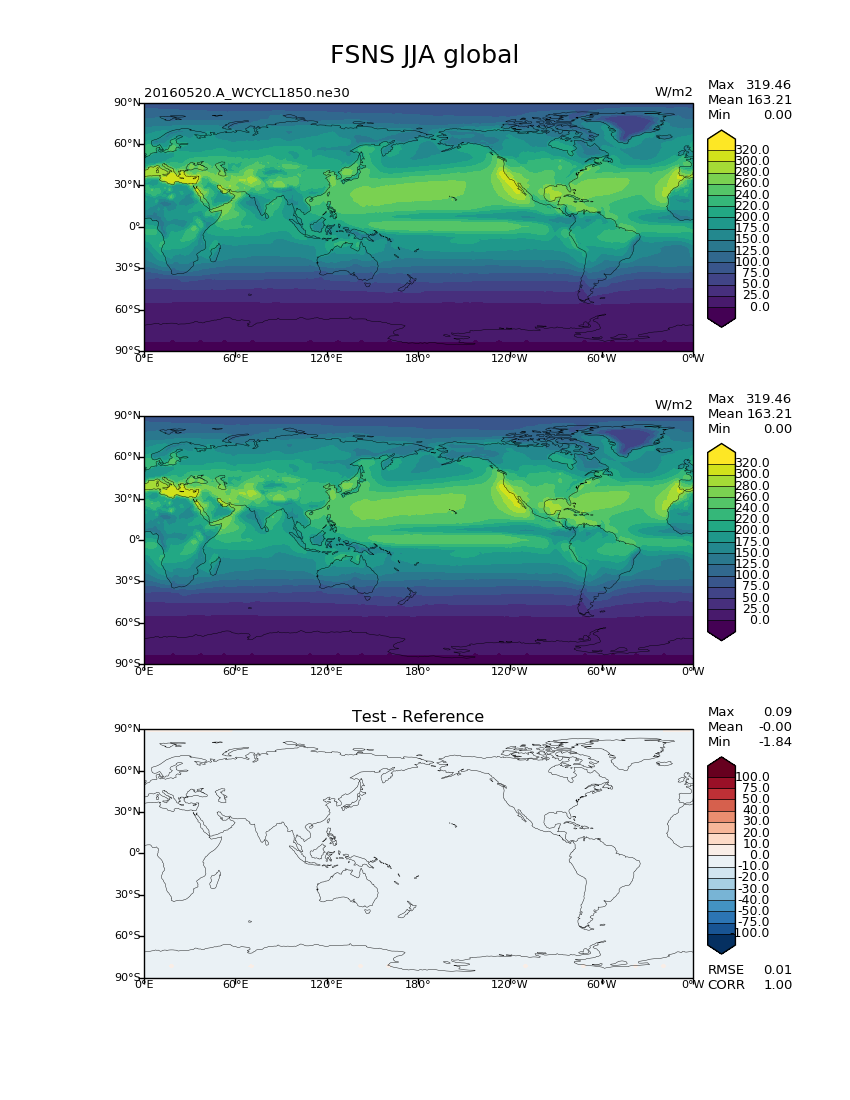 FSNS JJA global
20160520.A_WCYCL1850.ne30
W/m2
Max 319.46
Mean 163.21
Min 0.00
90°N
60°N
30°N
0°
30°S
60°S
90°S
0°E 60°E 120°E 180° 120°W 60°W 0°W
320.0
300.0
280.0
260.0
240.0
220.0
200.0
175.0
150.0
125.0
100.0
75.0
50.0
25.0
0.0
W/m2
Max 319.46
Mean 163.21
Min 0.00
90°N
60°N
30°N
0°
30°S
60°S
90°S
0°E 60°E 120°E 180° 120°W 60°W 0°W
320.0
300.0
280.0
260.0
240.0
220.0
200.0
175.0
150.0
125.0
100.0
75.0
50.0
25.0
0.0
Test - Reference
Max 0.09
Mean -0.00
Min -1.84
90°N
60°N
30°N
0°
30°S
60°S
90°S
0°E 60°E 120°E 180° 120°W 60°W 0°W
100.0
75.0
50.0
40.0
30.0
20.0
10.0
0.0
-10.0
-20.0
-30.0
-40.0
-50.0
-75.0
-100.0
RMSE 0.01
CORR 1.00